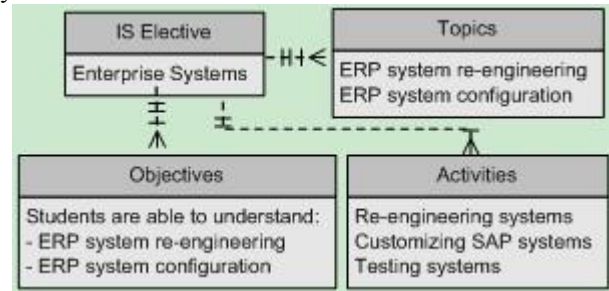 y
IS Elective
Enterprise Systems
Topics
ERP system re-engineering
ERP system configuration
Objectives
Students are able to understand:
- ERP system re-engineering
- ERP system configuration
Activities
Re-engineering systems
Customizing SAP systems
Testing systems